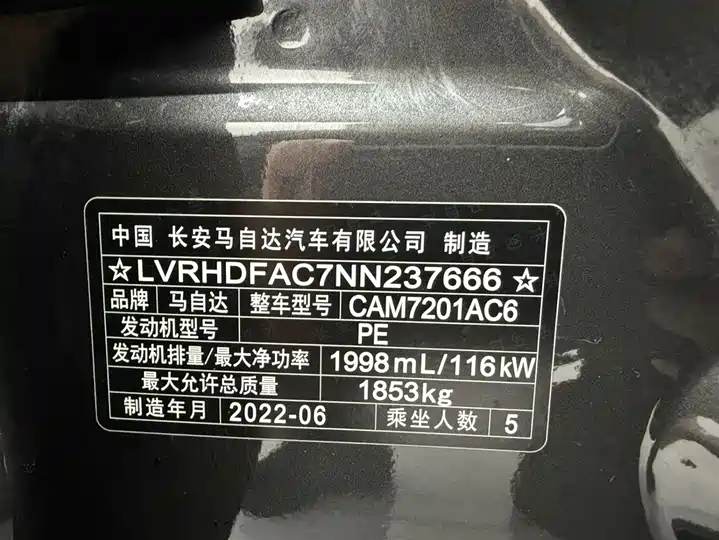 中国 长安马自达汽车有限公司 制造
☆LVRHDFAC7NN237666☆
品牌 马自达 整车型号 CAM7201AC6
发动机型号 PE
发动机排量/最大净功率 1998mL/116kW
最大允许总质量 1853kg
制造年月 2022-06 乘坐人数 5